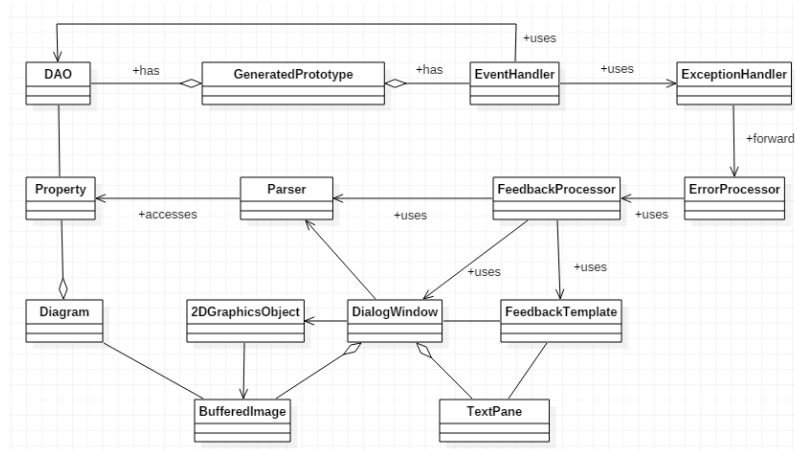 +uses
DAO
+has
GeneratedPrototype
+has
EventHandler
+uses
ExceptionHandler
+forward
Property
+accesses
Parser
+uses
FeedbackProcessor
+uses
ErrorProcessor
+uses
+uses
Diagram
2DGraphicsObject
DialogWindow
FeedbackTemplate
BufferedImage
TextPane